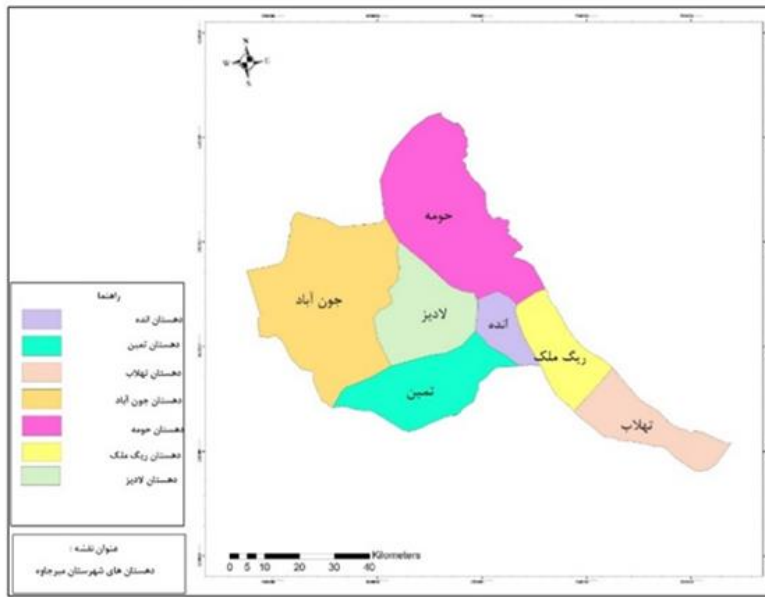 N
W E
S
حومه
جون آباد
لادیز
انده
ریگ ملک
تمین
تهلاب
راهنما
دهستان انده
دهستان تمین
دهستان تهلاب
دهستان جون آباد
دهستان حومه
دهستان ریگ ملک
دهستان لادیز
Kilometers
0 5 10 20 30 40
عنوان نقشه :
دهستان های شهرستان میرجاوه